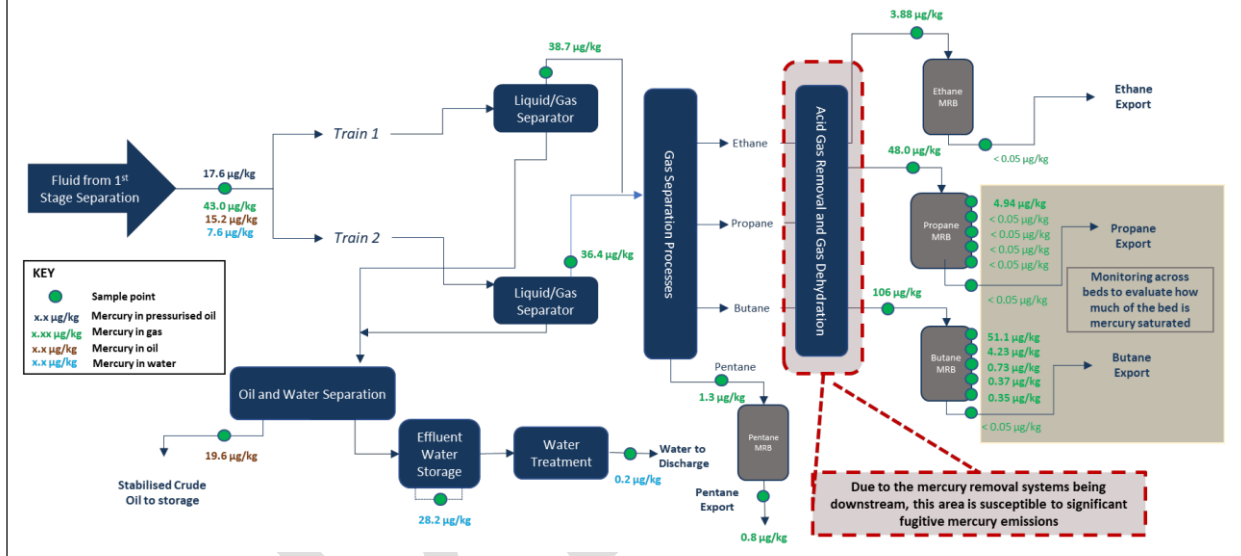 3.88 µg/kg
38.7 µg/kg
Ethane
MRB
Ethane
Export
< 0.05 µg/kg
Liquid/Gas
Separator
Train 1
Fluid from 1st
Stage Separation
17.6 µg/kg
43.0 µg/kg
15.2 µg/kg
7.6 µg/kg
Train 2
36.4 µg/kg
Liquid/Gas
Separator
Gas Separation Processes
Ethane
Propane
Butane
Acid Gas Removal and Gas Dehydration
48.0 µg/kg
Propane
MRB
4.94 µg/kg
< 0.05 µg/kg
< 0.05 µg/kg
< 0.05 µg/kg
< 0.05 µg/kg
< 0.05 µg/kg
Propane
Export
Monitoring across
beds to evaluate how
much of the bed is
mercury saturated
106 µg/kg
Butane
MRB
51.1 µg/kg
4.23 µg/kg
0.73 µg/kg
0.37 µg/kg
0.35 µg/kg
< 0.05 µg/kg
Butane
Export
KEY
Sample point
x.x µg/kg Mercury in pressurised oil
x.xx µg/kg Mercury in gas
x.x µg/kg Mercury in oil
x.x µg/kg Mercury in water
Oil and Water Separation
19.6 µg/kg
Stabilised Crude
Oil to storage
Effluent
Water
Storage
28.2 µg/kg
Water
Treatment
0.2 µg/kg
Water to
Discharge
Pentane
1.3 µg/kg
Pentane
MRB
Pentane
Export
0.8 µg/kg
Due to the mercury removal systems being
downstream, this area is susceptible to significant
fugitive mercury emissions